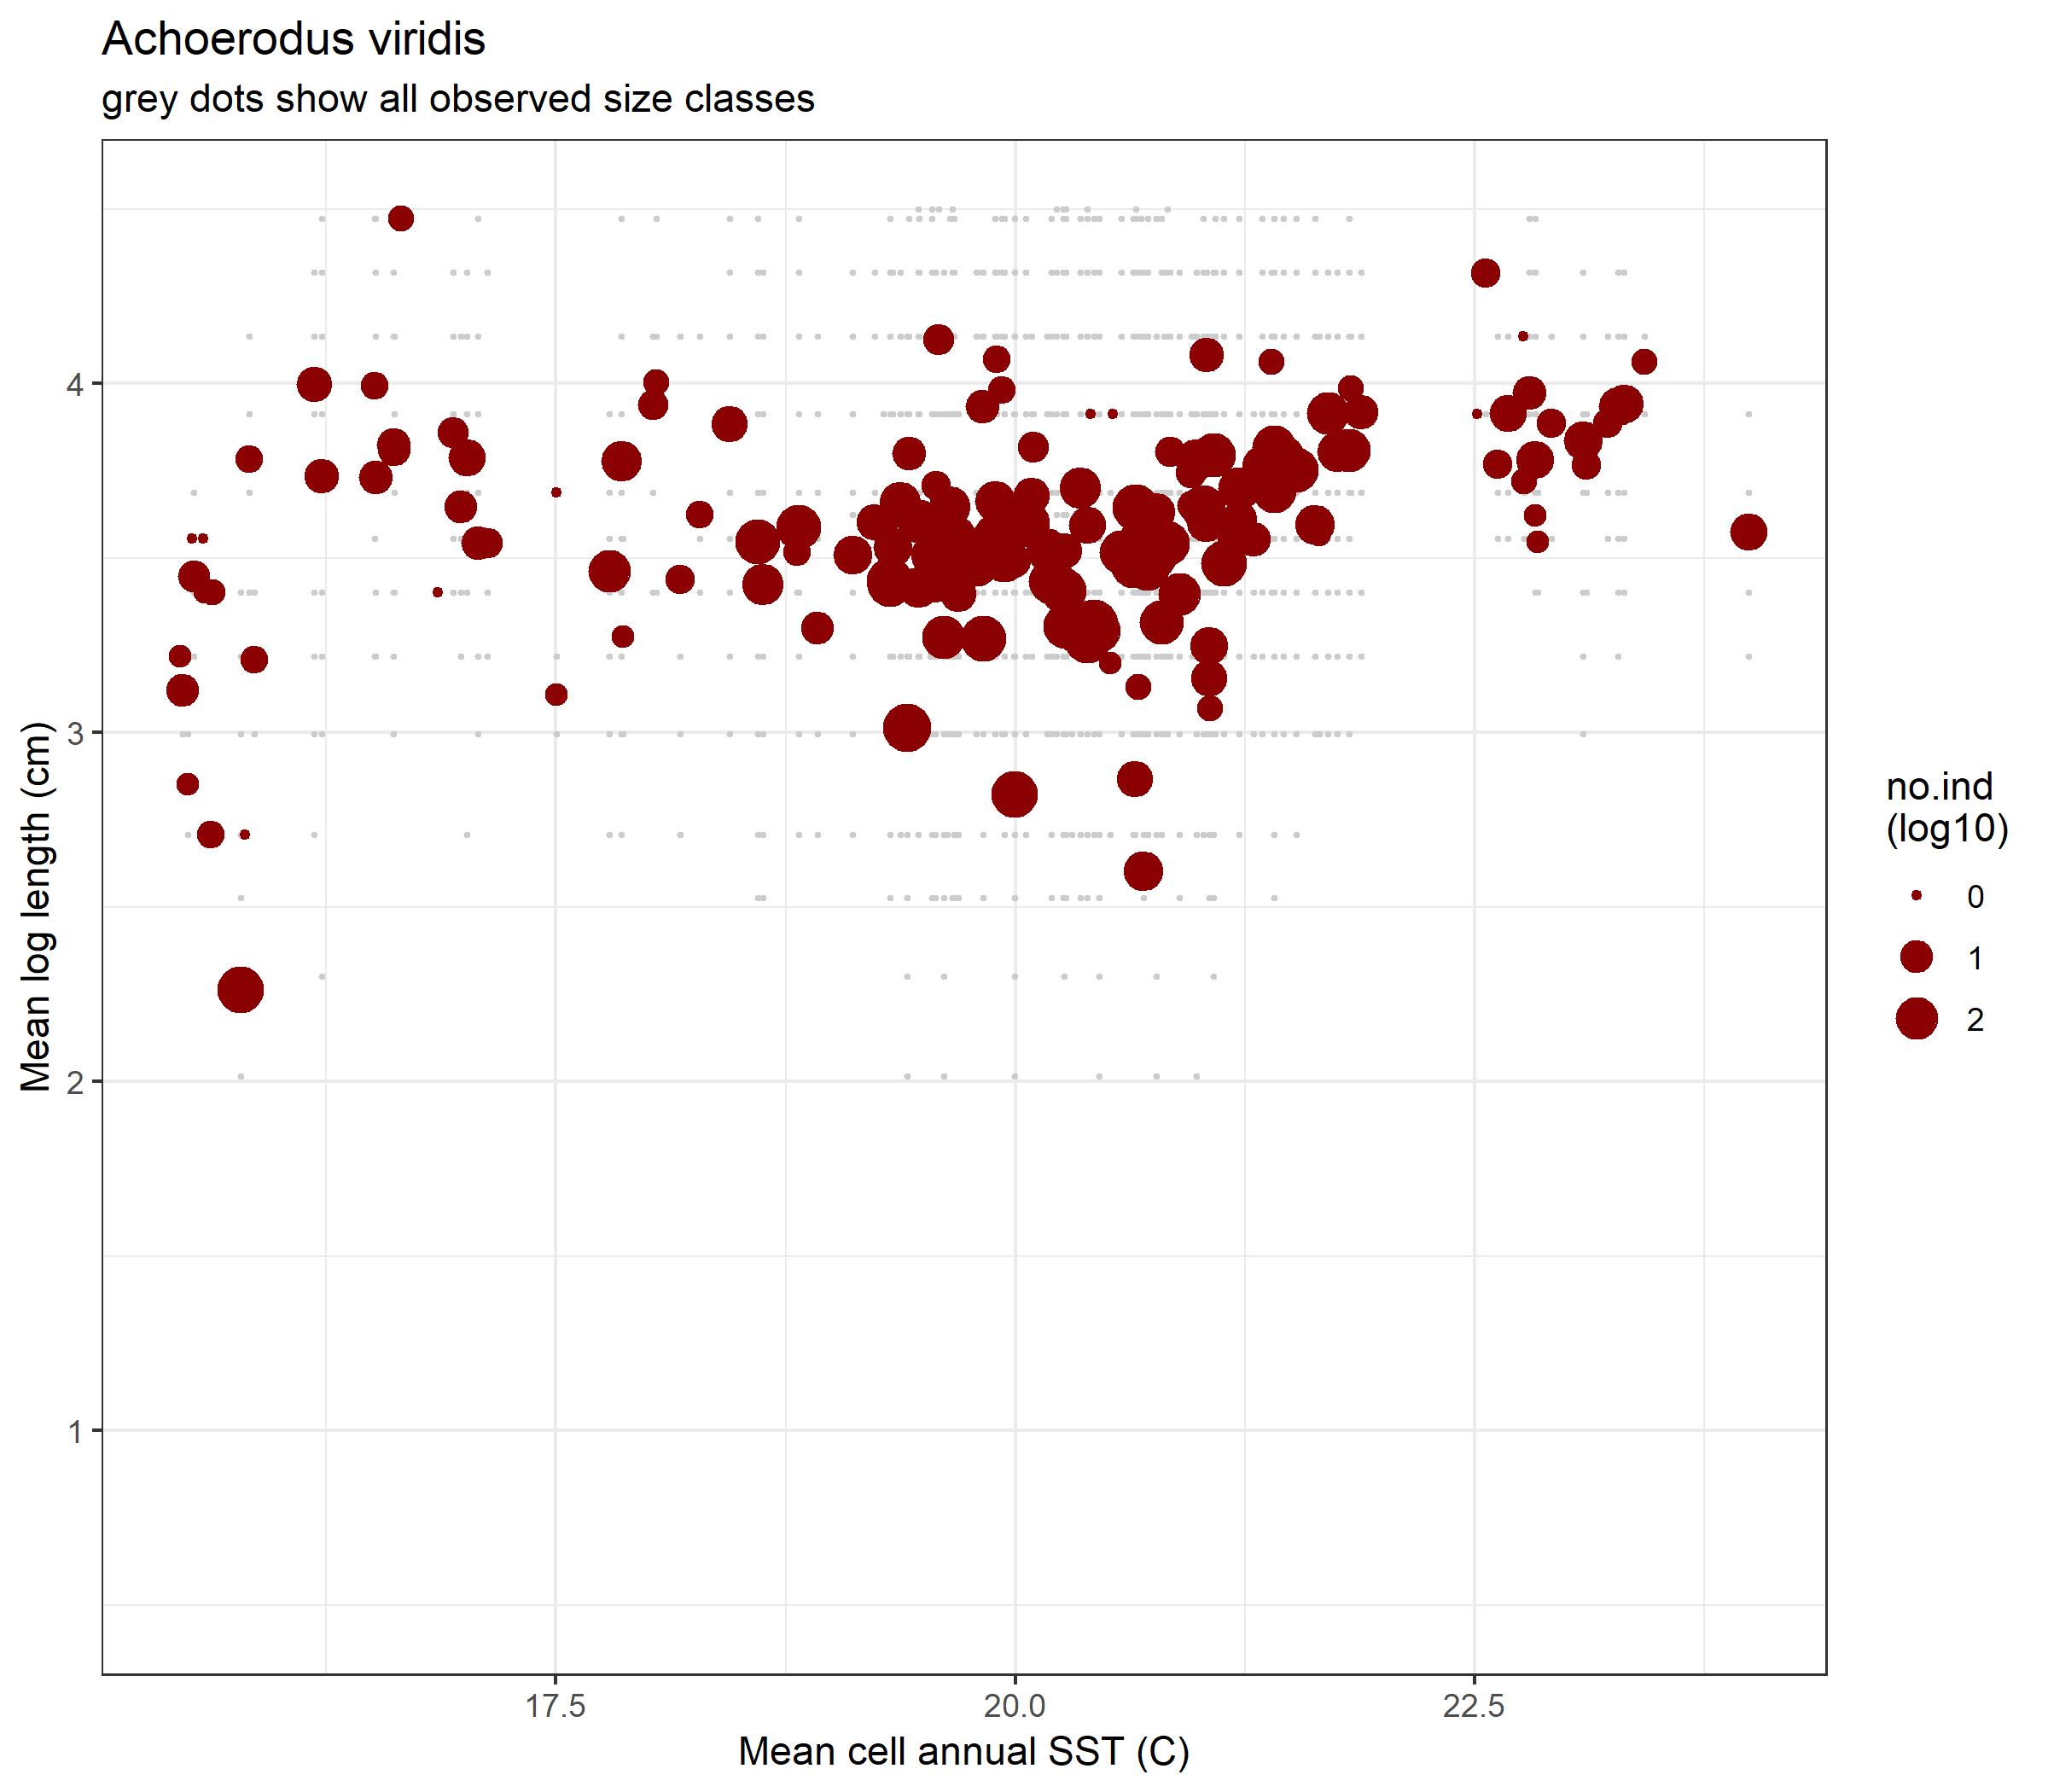 Achoerodus viridis
grey dots show all observed size classes
Mean log length (cm)
4
3
2
1
17.5
20.0
22.5
Mean cell annual SST (C)
no.ind
(log10)
0
1
2